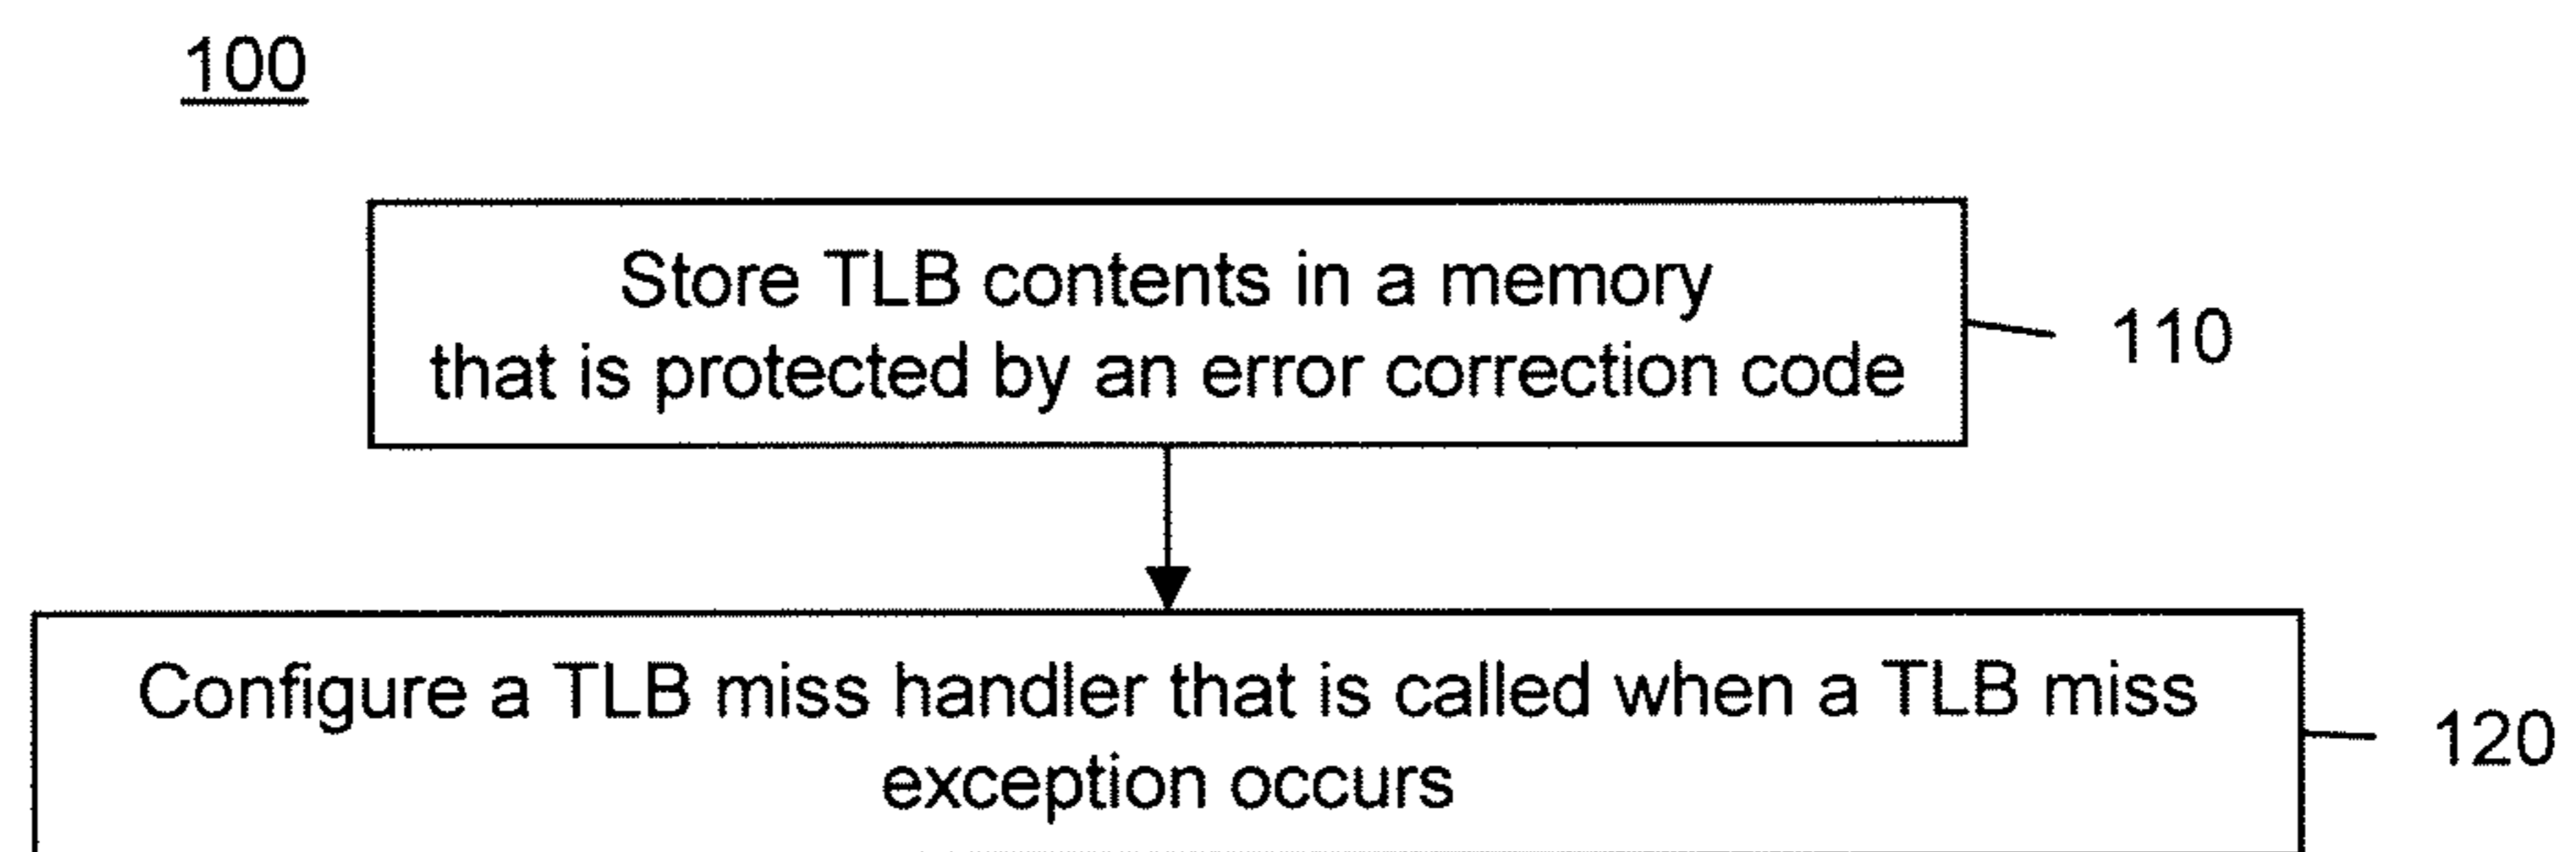 100
Store TLB contents in a memory
that is protected by an error correction code
110
Configure a TLB miss handler that is called when a TLB miss
exception occurs
120